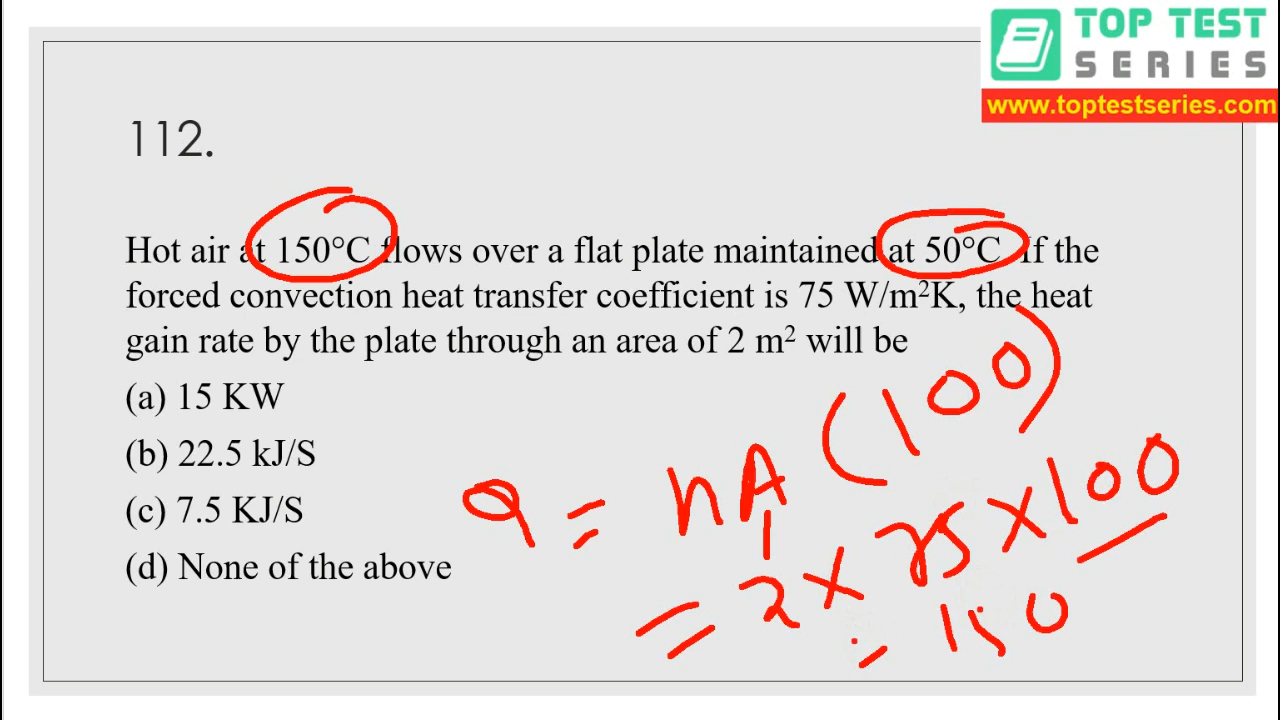 TOP TEST
SERIES
www.toptestseries.com
112.
Hot air at 150°C flows over a flat plate maintained at 50°C. If the
forced convection heat transfer coefficient is 75 W/m²K, the heat
gain rate by the plate through an area of 2 m² will be
(a) 15 KW
(b) 22.5 kJ/S
(c) 7.5 KJ/S
(d) None of the above
q = hA (100)
= 2 × 75 × 100
= 150